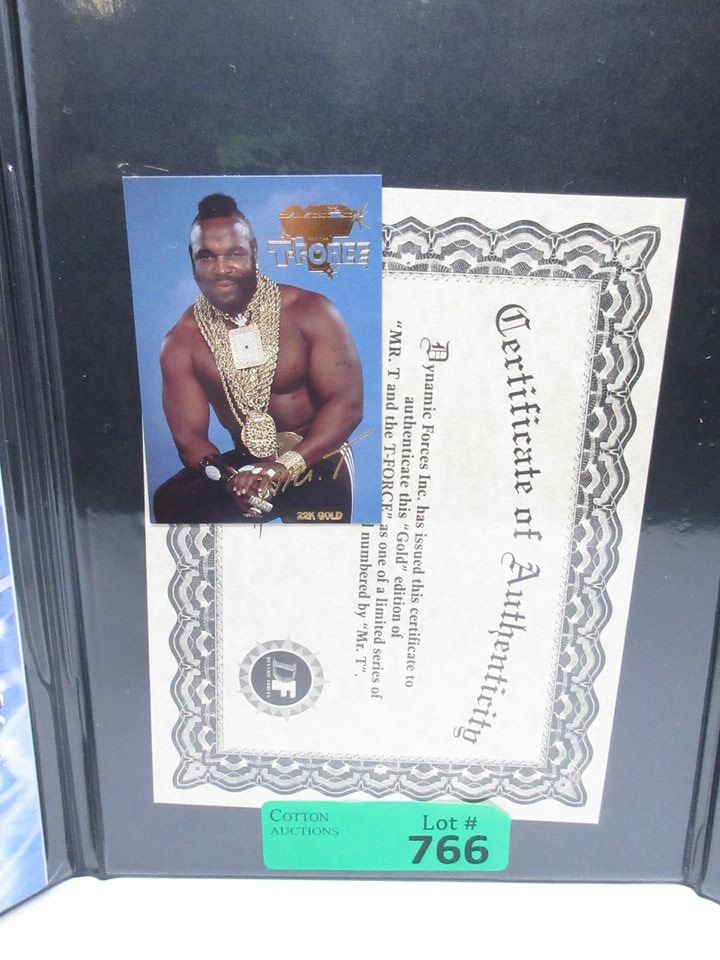 T-FORCE
Mr. T
22K GOLD
Certificate of Authenticity
Dynamic Forces Inc. has issued this certificate to
authenticate this "Gold" edition of
"MR. T and the T-FORCE" as one of a limited series of
numbered by "Mr. T".
DF
DYNAMIC FORCES
COTTON
AUCTIONS
Lot #
766